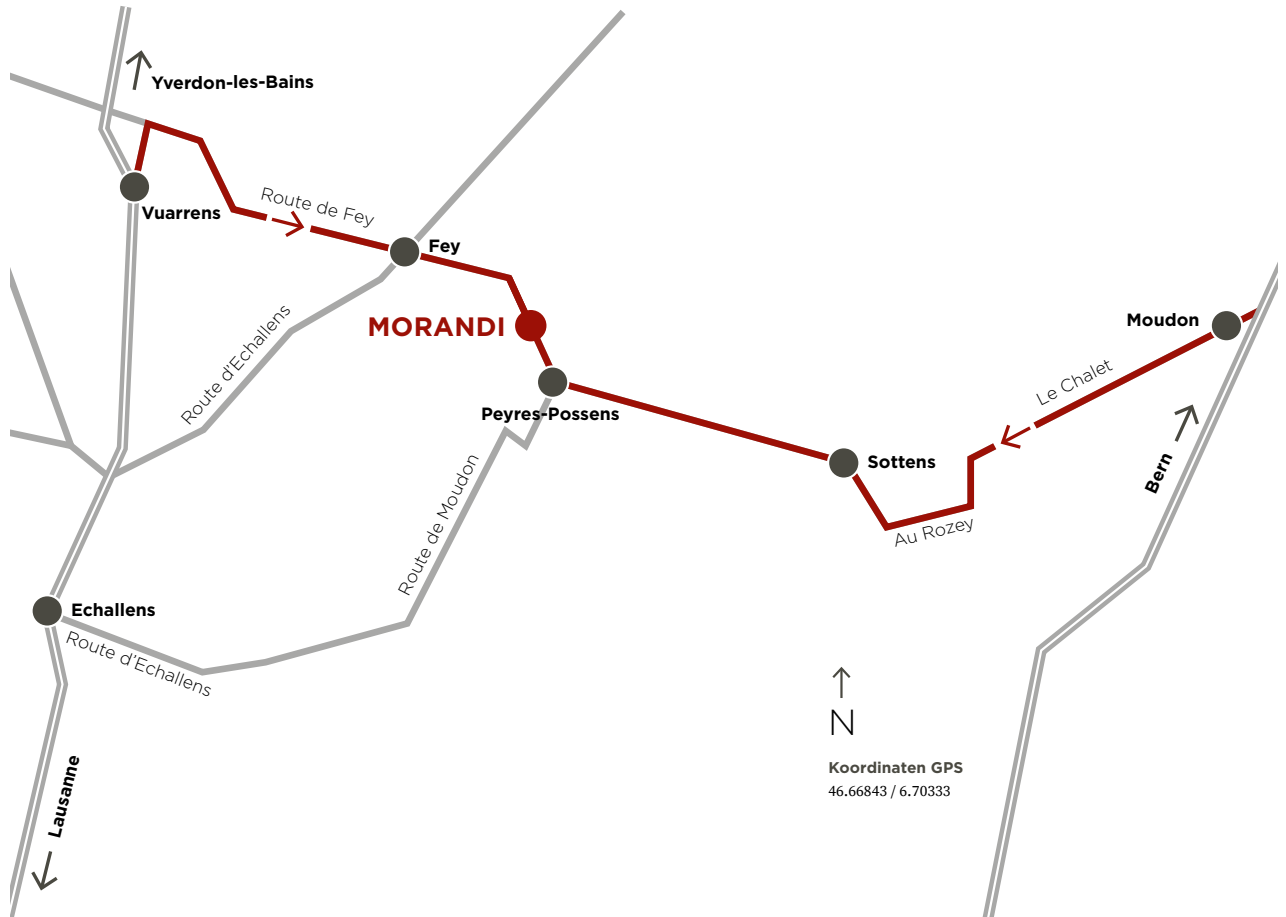 Yverdon-les-Bains
Vuarrens
Route de Fey
Fey
Route d'Echallens
MORANDI
Peyres-Possens
Moudon
Le Chalet
Sottens
Au Rozey
Bern
Route de Moudon
Echallens
Route d'Echallens
Lausanne
N
Koordinaten GPS
46.66843 / 6.70333